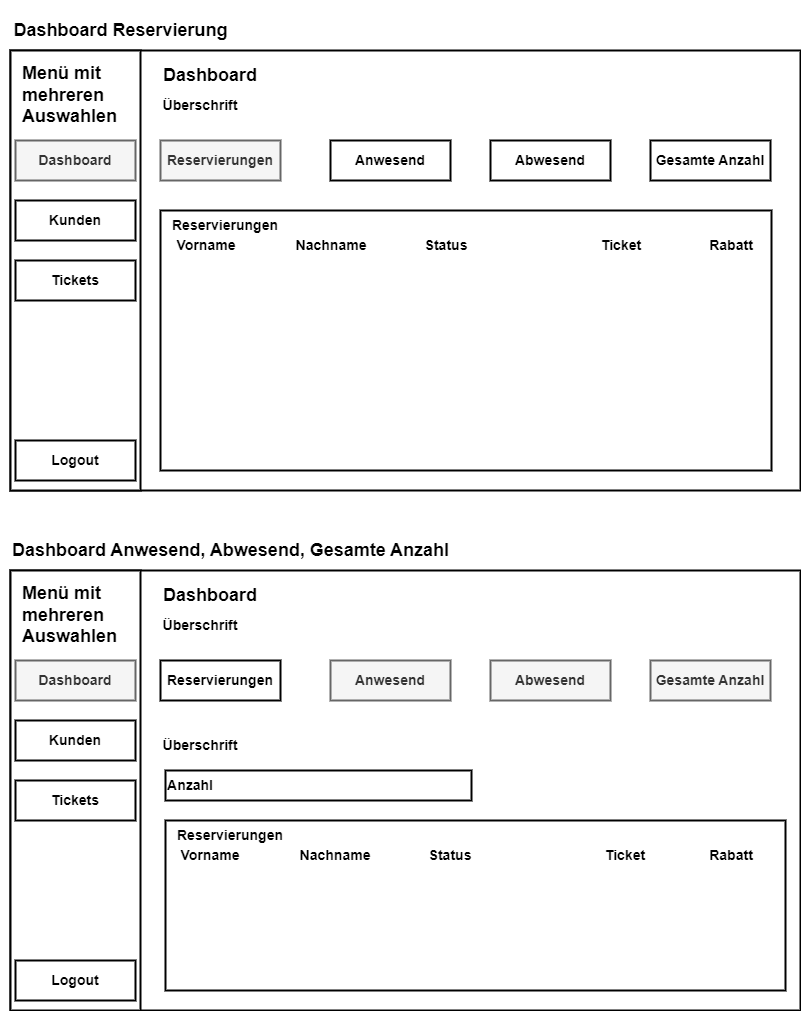 Dashboard Reservierung
Menü mit
mehreren
Auswahlen
Dashboard
Kunden
Tickets
Logout
Dashboard
Überschrift
Reservierungen Anwesend Abwesend Gesamte Anzahl
Reservierungen
Vorname Nachname Status Ticket Rabatt
Dashboard Anwesend, Abwesend, Gesamte Anzahl
Menü mit
mehreren
Auswahlen
Dashboard
Kunden
Tickets
Logout
Dashboard
Überschrift
Reservierungen Anwesend Abwesend Gesamte Anzahl
Überschrift
Anzahl
Reservierungen
Vorname Nachname Status Ticket Rabatt